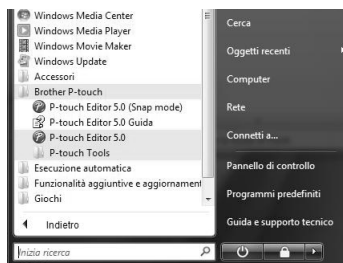 Windows Media Center
Windows Media Player
Windows Movie Maker
Windows Update
Accessori
Brother P-touch
P-touch Editor 5.0 (Snap mode)
P-touch Editor 5.0 Guida
P-touch Editor 5.0
P-touch Tools
Esecuzione automatica
Funzionalità aggiuntive e aggiornament
Giochi
Indietro
Inizia ricerca
Cerca
Oggetti recenti
Computer
Rete
Connetti a...
Pannello di controllo
Programmi predefiniti
Guida e supporto tecnico